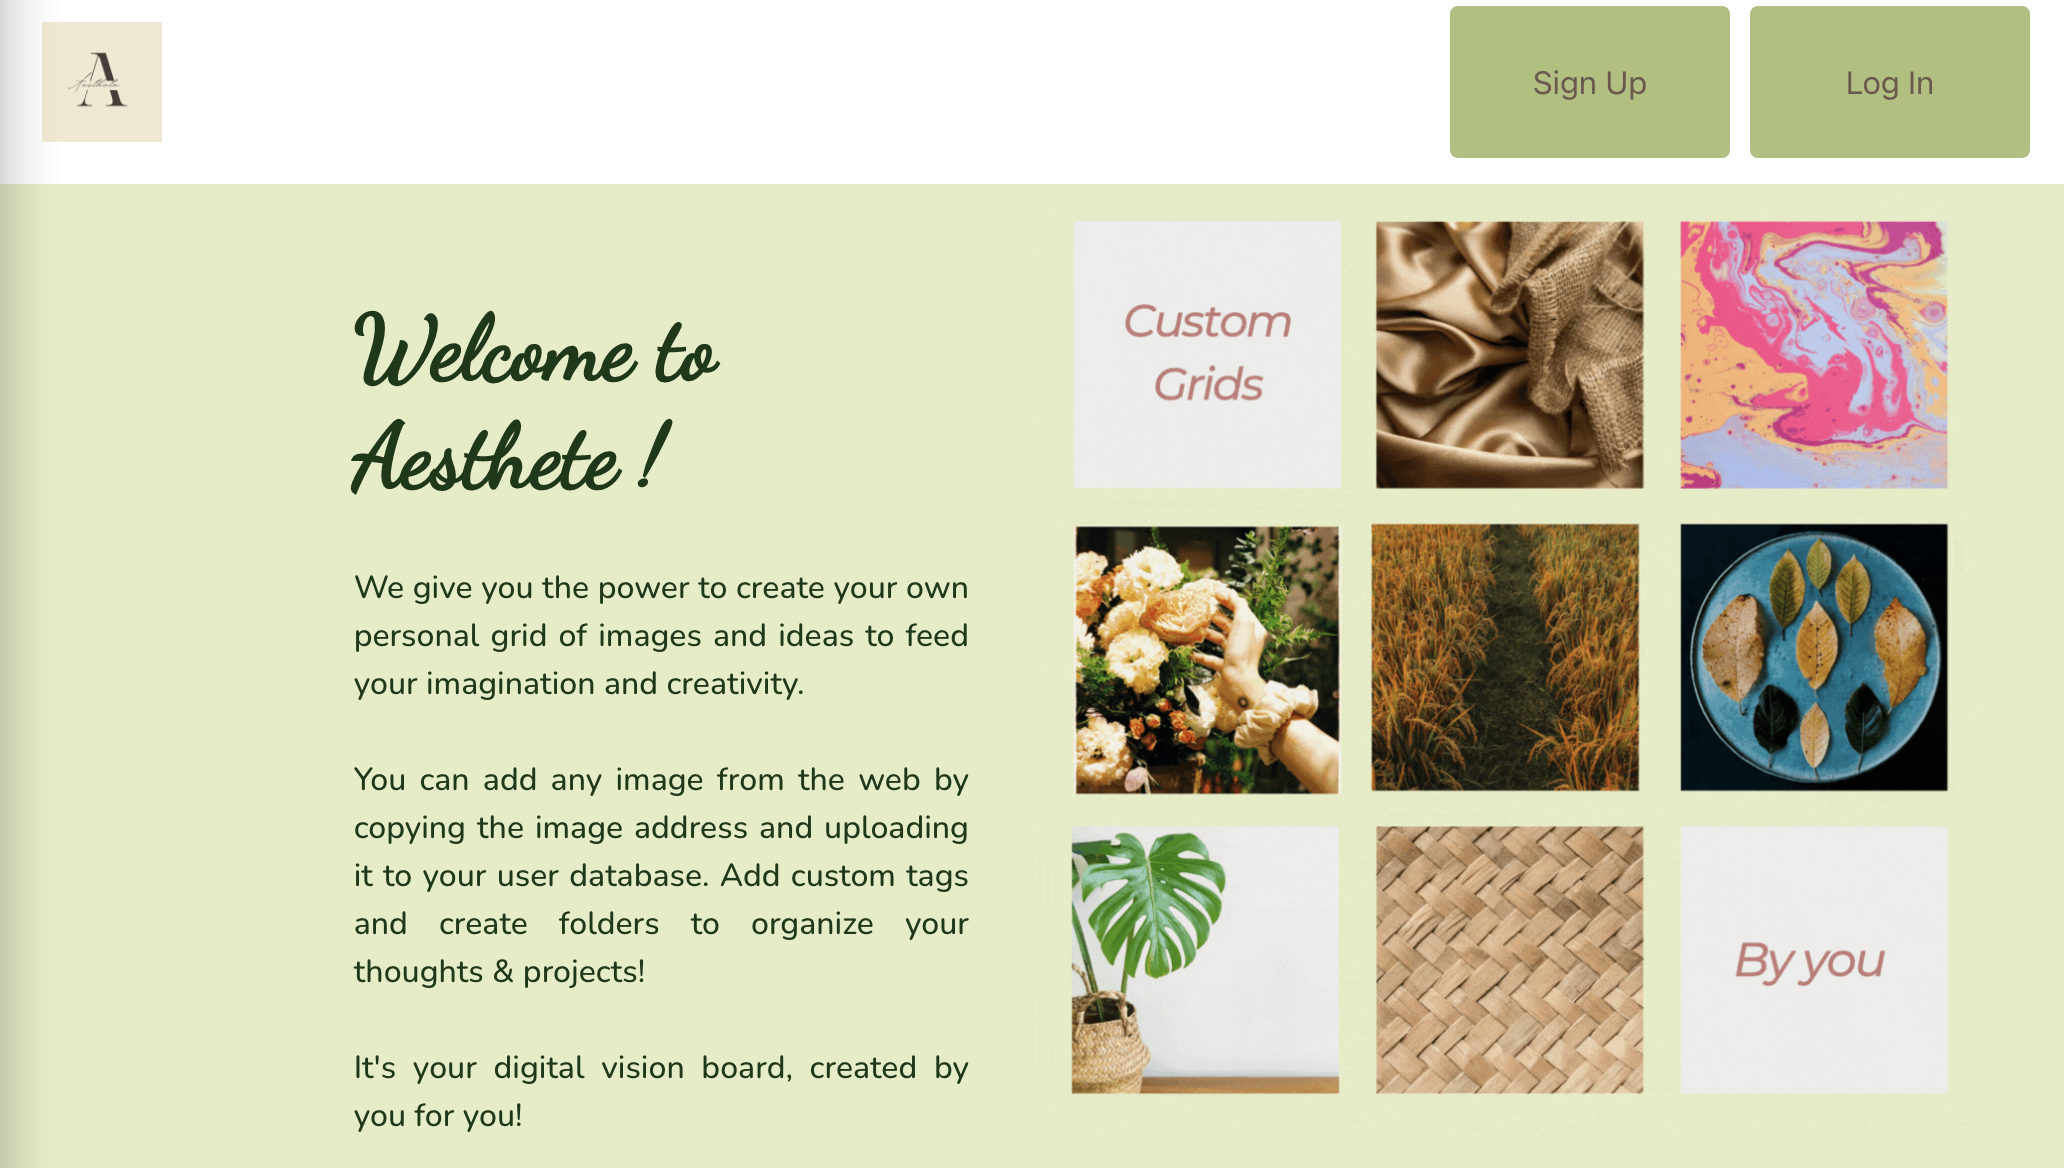 A
Aesthete
Sign Up
Log In
Welcome to
Aesthete !
We give you the power to create your own
personal grid of images and ideas to feed
your imagination and creativity.
You can add any image from the web by
copying the image address and uploading
it to your user database. Add custom tags
and create folders to organize your
thoughts & projects!
It's your digital vision board, created by
you for you!
Custom
Grids
By you